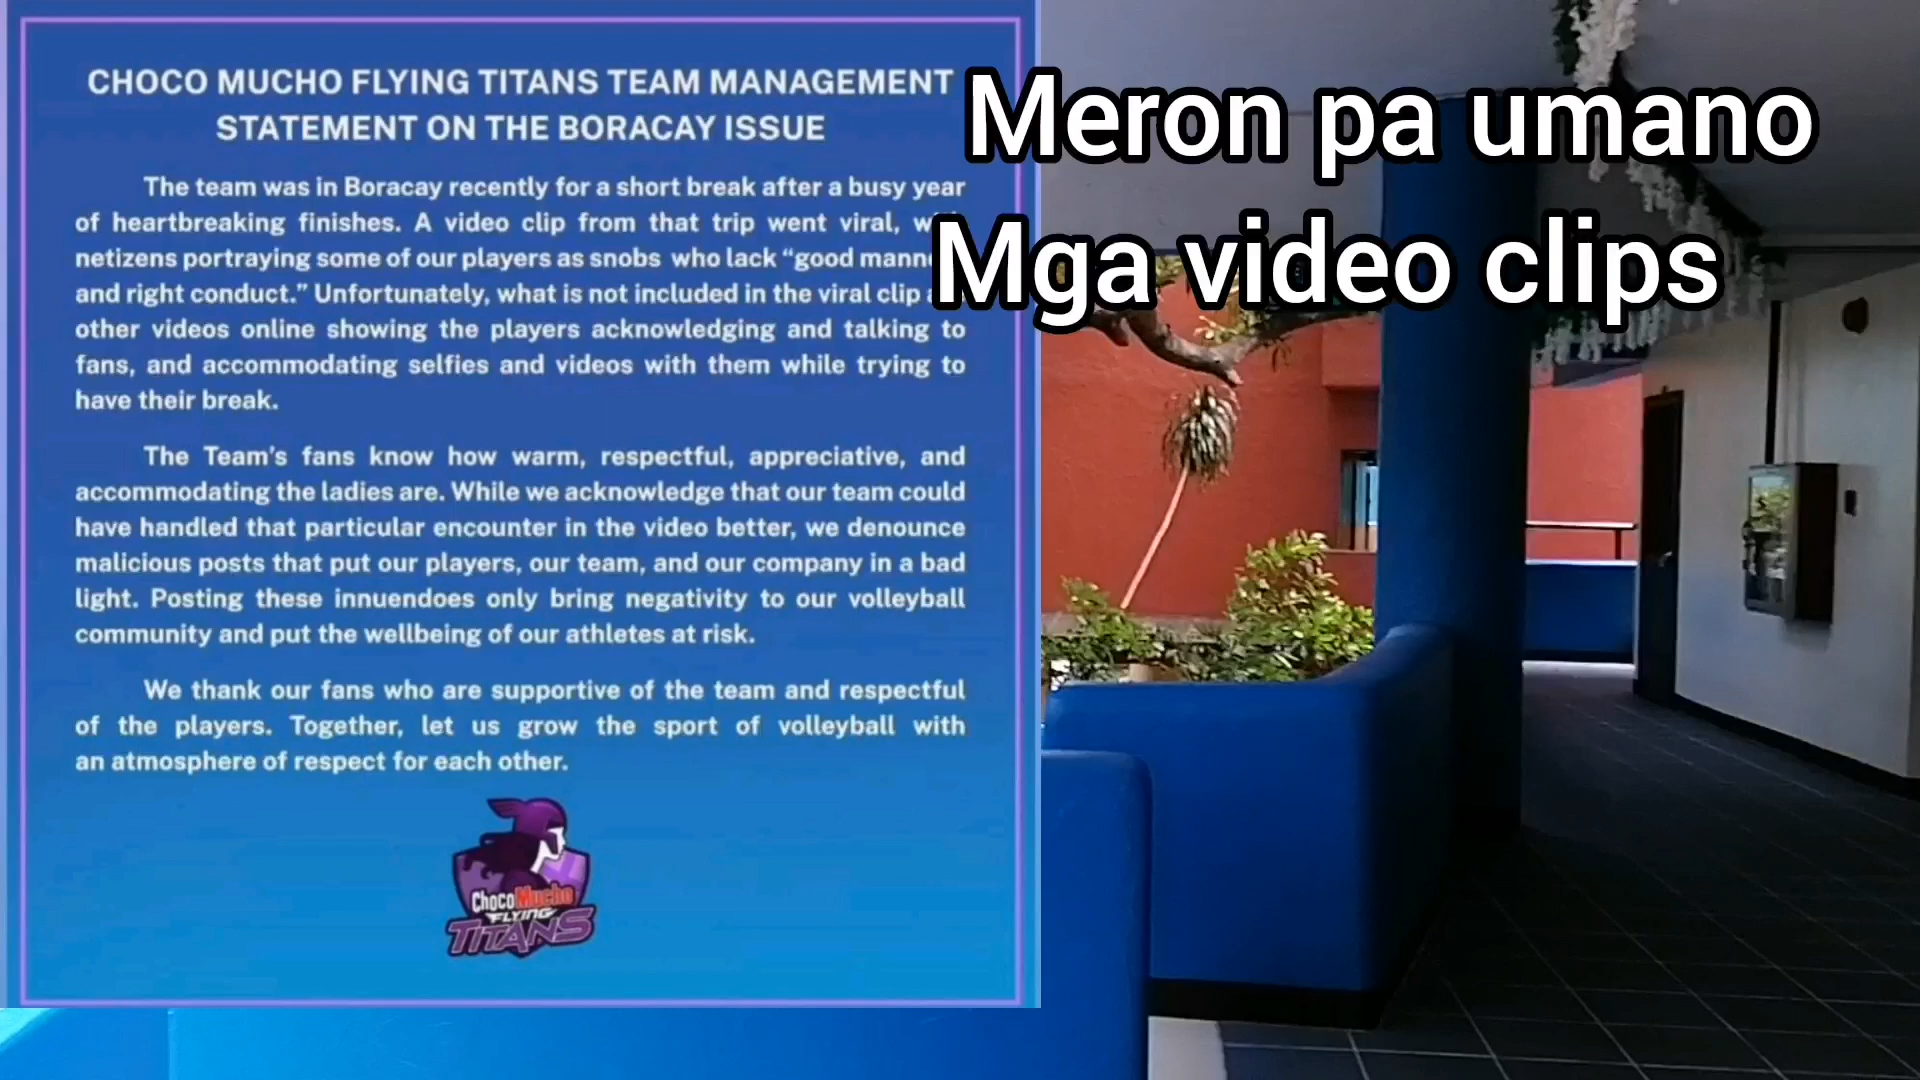 CHOCO MUCHO FLYING TITANS TEAM MANAGEMENT
STATEMENT ON THE BORACAY ISSUE
The team was in Boracay recently for a short break after a busy year
of heartbreaking finishes. A video clip from that trip went viral,
netizens portraying some of our players as snobs who lack “good
and right conduct.” Unfortunately, what is not included in the viral clip
other videos online showing the players acknowledging and talking to
fans, and accommodating selfies and videos with them while trying to
have their break.
The Team’s fans know how warm, respectful, appreciative, and
accommodating the ladies are. While we acknowledge that our team could
have handled that particular encounter in the video better, we denounce
malicious posts that put our players, our team, and our company in a bad
light. Posting these innuendoes only bring negativity to our volleyball
community and put the wellbeing of our athletes at risk.
We thank our fans who are supportive of the team and respectful
of the players. Together, let us grow the sport of volleyball with
an atmosphere of respect for each other.
ChocoMucho
FLYING
TITANS
Meron pa umano
Mga video clips